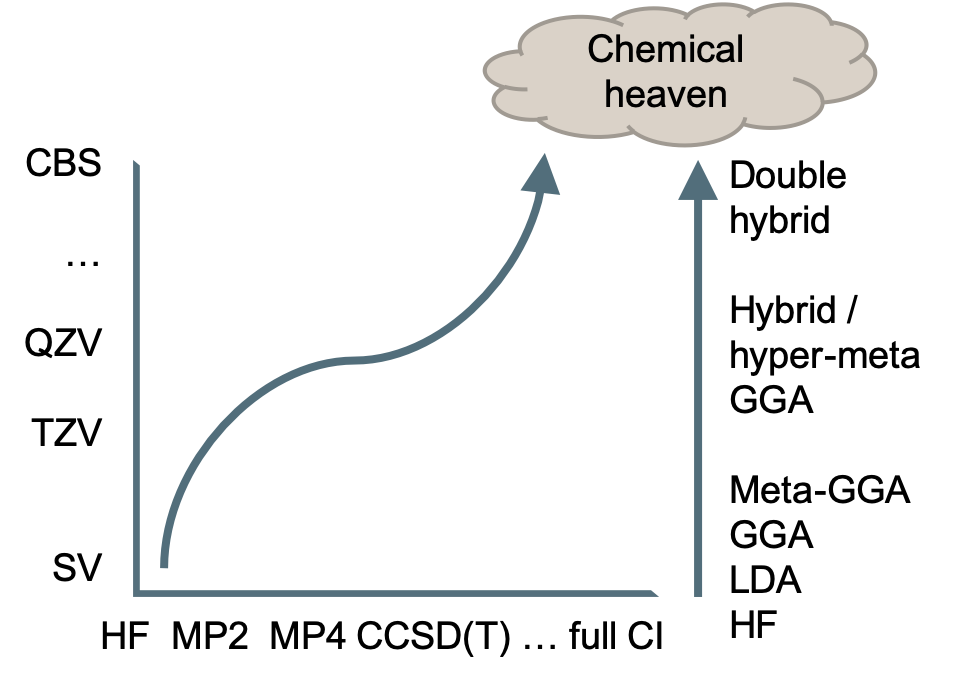 Chemical
heaven
CBS
…
QZV
TZV
SV
HF MP2 MP4 CCSD(T) … full CI
Double
hybrid
Hybrid /
hyper-meta
GGA
Meta-GGA
GGA
LDA
HF